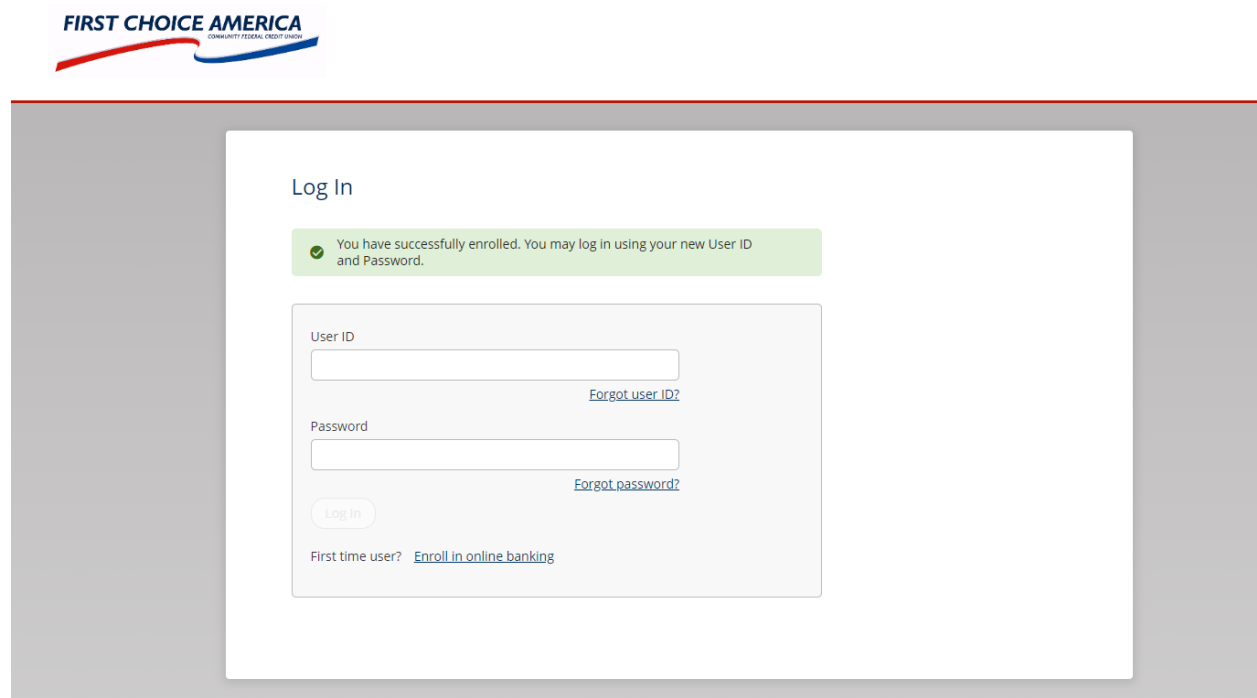 FIRST CHOICE AMERICA
COMMUNITY FEDERAL CREDIT UNION
Log In
You have successfully enrolled. You may log in using your new User ID
and Password.
User ID
Forgot user ID?
Password
Forgot password?
Log In
First time user? Enroll in online banking